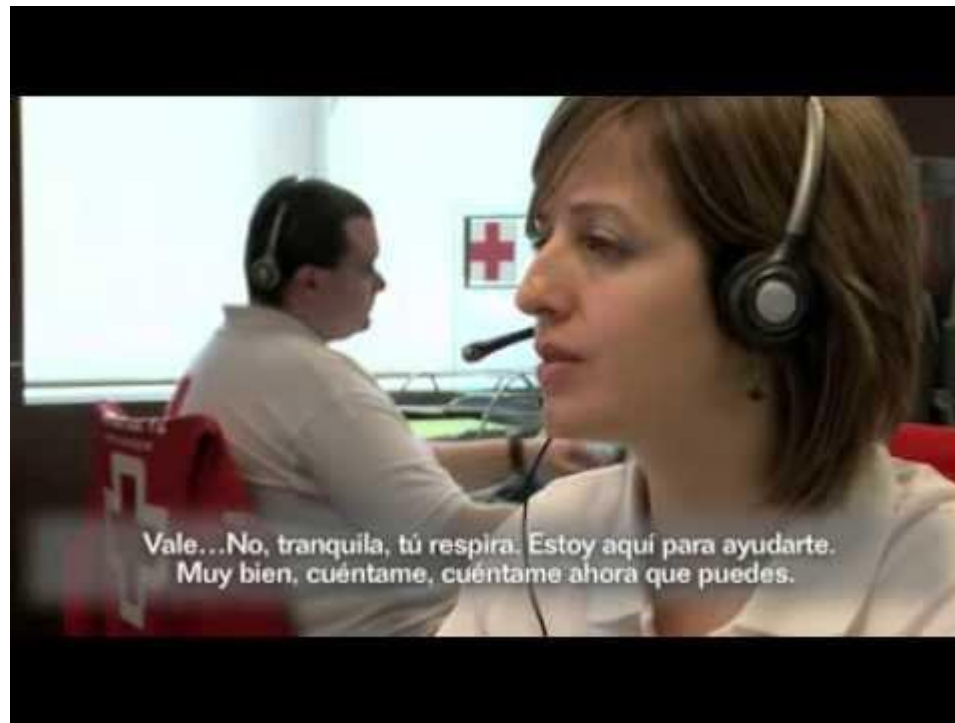 Vale...No, tranquila, tú respira. Estoy aquí para ayudarte.
Muy bien, cuéntame, cuéntame ahora que puedes.